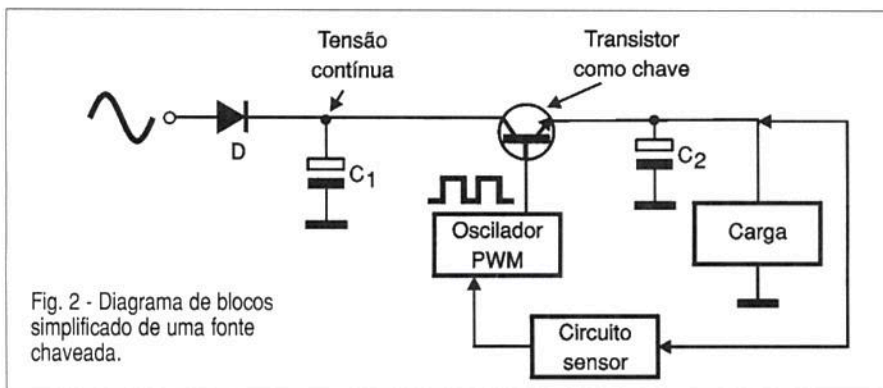 Tensão
contínua
Transistor
como chave
D
C1
C2
Oscilador
PWM
Carga
Circuito
sensor
Fig. 2 - Diagrama de blocos
simplificado de uma fonte
chaveada.